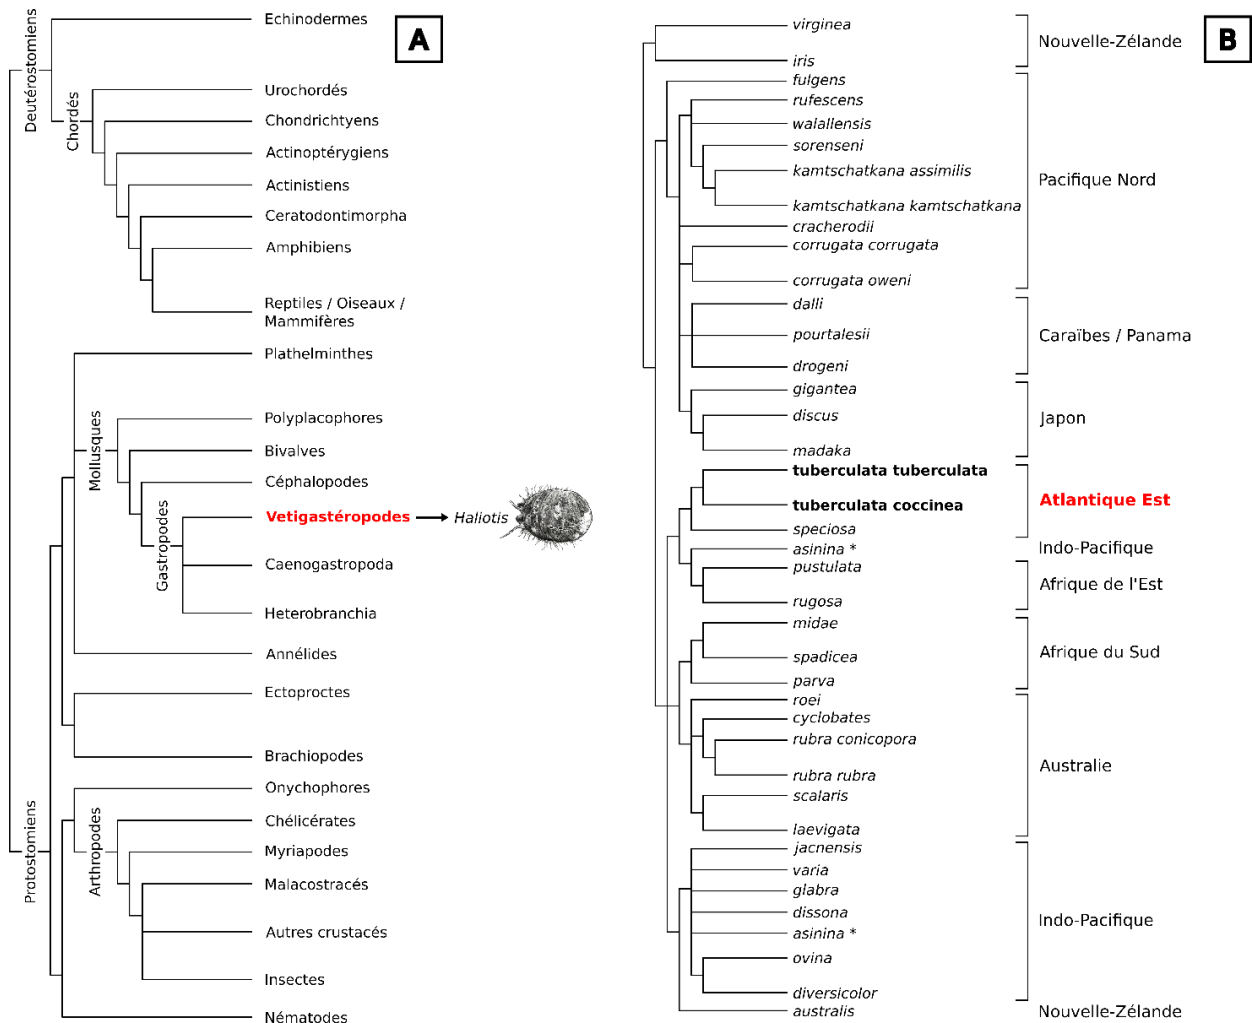 A
Deutérostomiens
Echinodermes
Chordés
Urochordés
Chondrichtyens
Actinoptérygiens
Actinistiens
Ceratodontimorpha
Amphibiens
Reptiles / Oiseaux /
Mammifères
Protostomiens
Plathelminthes
Mollusques
Polyplacophores
Bivalves
Céphalopodes
Gastropodes
Vetigastéropodes
Haliotis
Caenogastropoda
Heterobranchia
Annélides
Ectoproctes
Brachiopodes
Onychophores
Arthropodes
Chélicérates
Myriapodes
Malacostracés
Autres crustacés
Insectes
Nématodes
B
virginea
iris
Nouvelle-Zélande
fulgens
rufescens
walallensis
sorenseni
kamtschatkana assimilis
kamtschatkana kamtschatkana
cracherodii
corrugata corrugata
corrugata oweni
Pacifique Nord
dalli
pourtalesii
drogeni
Caraïbes / Panama
gigantea
discus
madaka
Japon
tuberculata tuberculata
tuberculata coccinea
speciosa
Atlantique Est
asinina *
Indo-Pacifique
pustulata
rugosa
Afrique de l'Est
midae
spadicea
parva
Afrique du Sud
roei
cyclobates
rubra conicopora
rubra rubra
scalaris
laevigata
Australie
jacnensis
varia
glabra
dissona
asinina *
ovina
diversicolor
Indo-Pacifique
australis
Nouvelle-Zélande